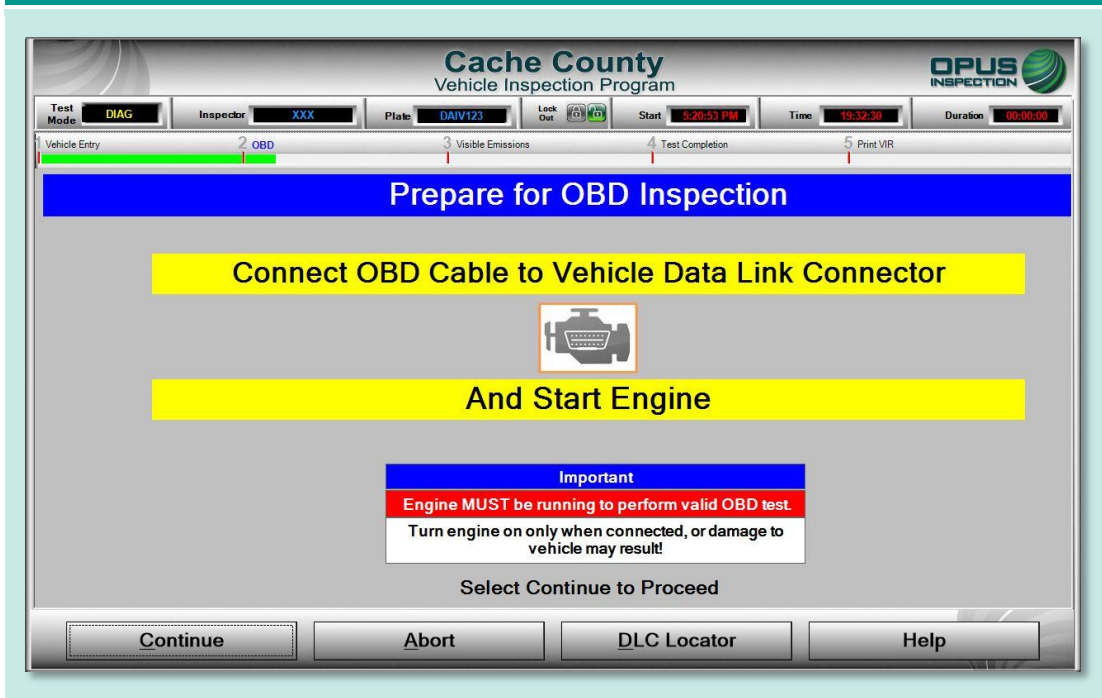 Cache County
Vehicle Inspection Program
OPUS
INSPECTION
Test Mode DIAG Inspector XXX Plate DAIV123 Lock Out Start 5:20:53 PM Time 19:32:30 Duration 00:00:00
1 Vehicle Entry 2 OBD 3 Visible Emissions 4 Test Completion 5 Print VIR
Prepare for OBD Inspection
Connect OBD Cable to Vehicle Data Link Connector
And Start Engine
Important
Engine MUST be running to perform valid OBD test.
Turn engine on only when connected, or damage to
vehicle may result!
Select Continue to Proceed
Continue Abort DLC Locator Help